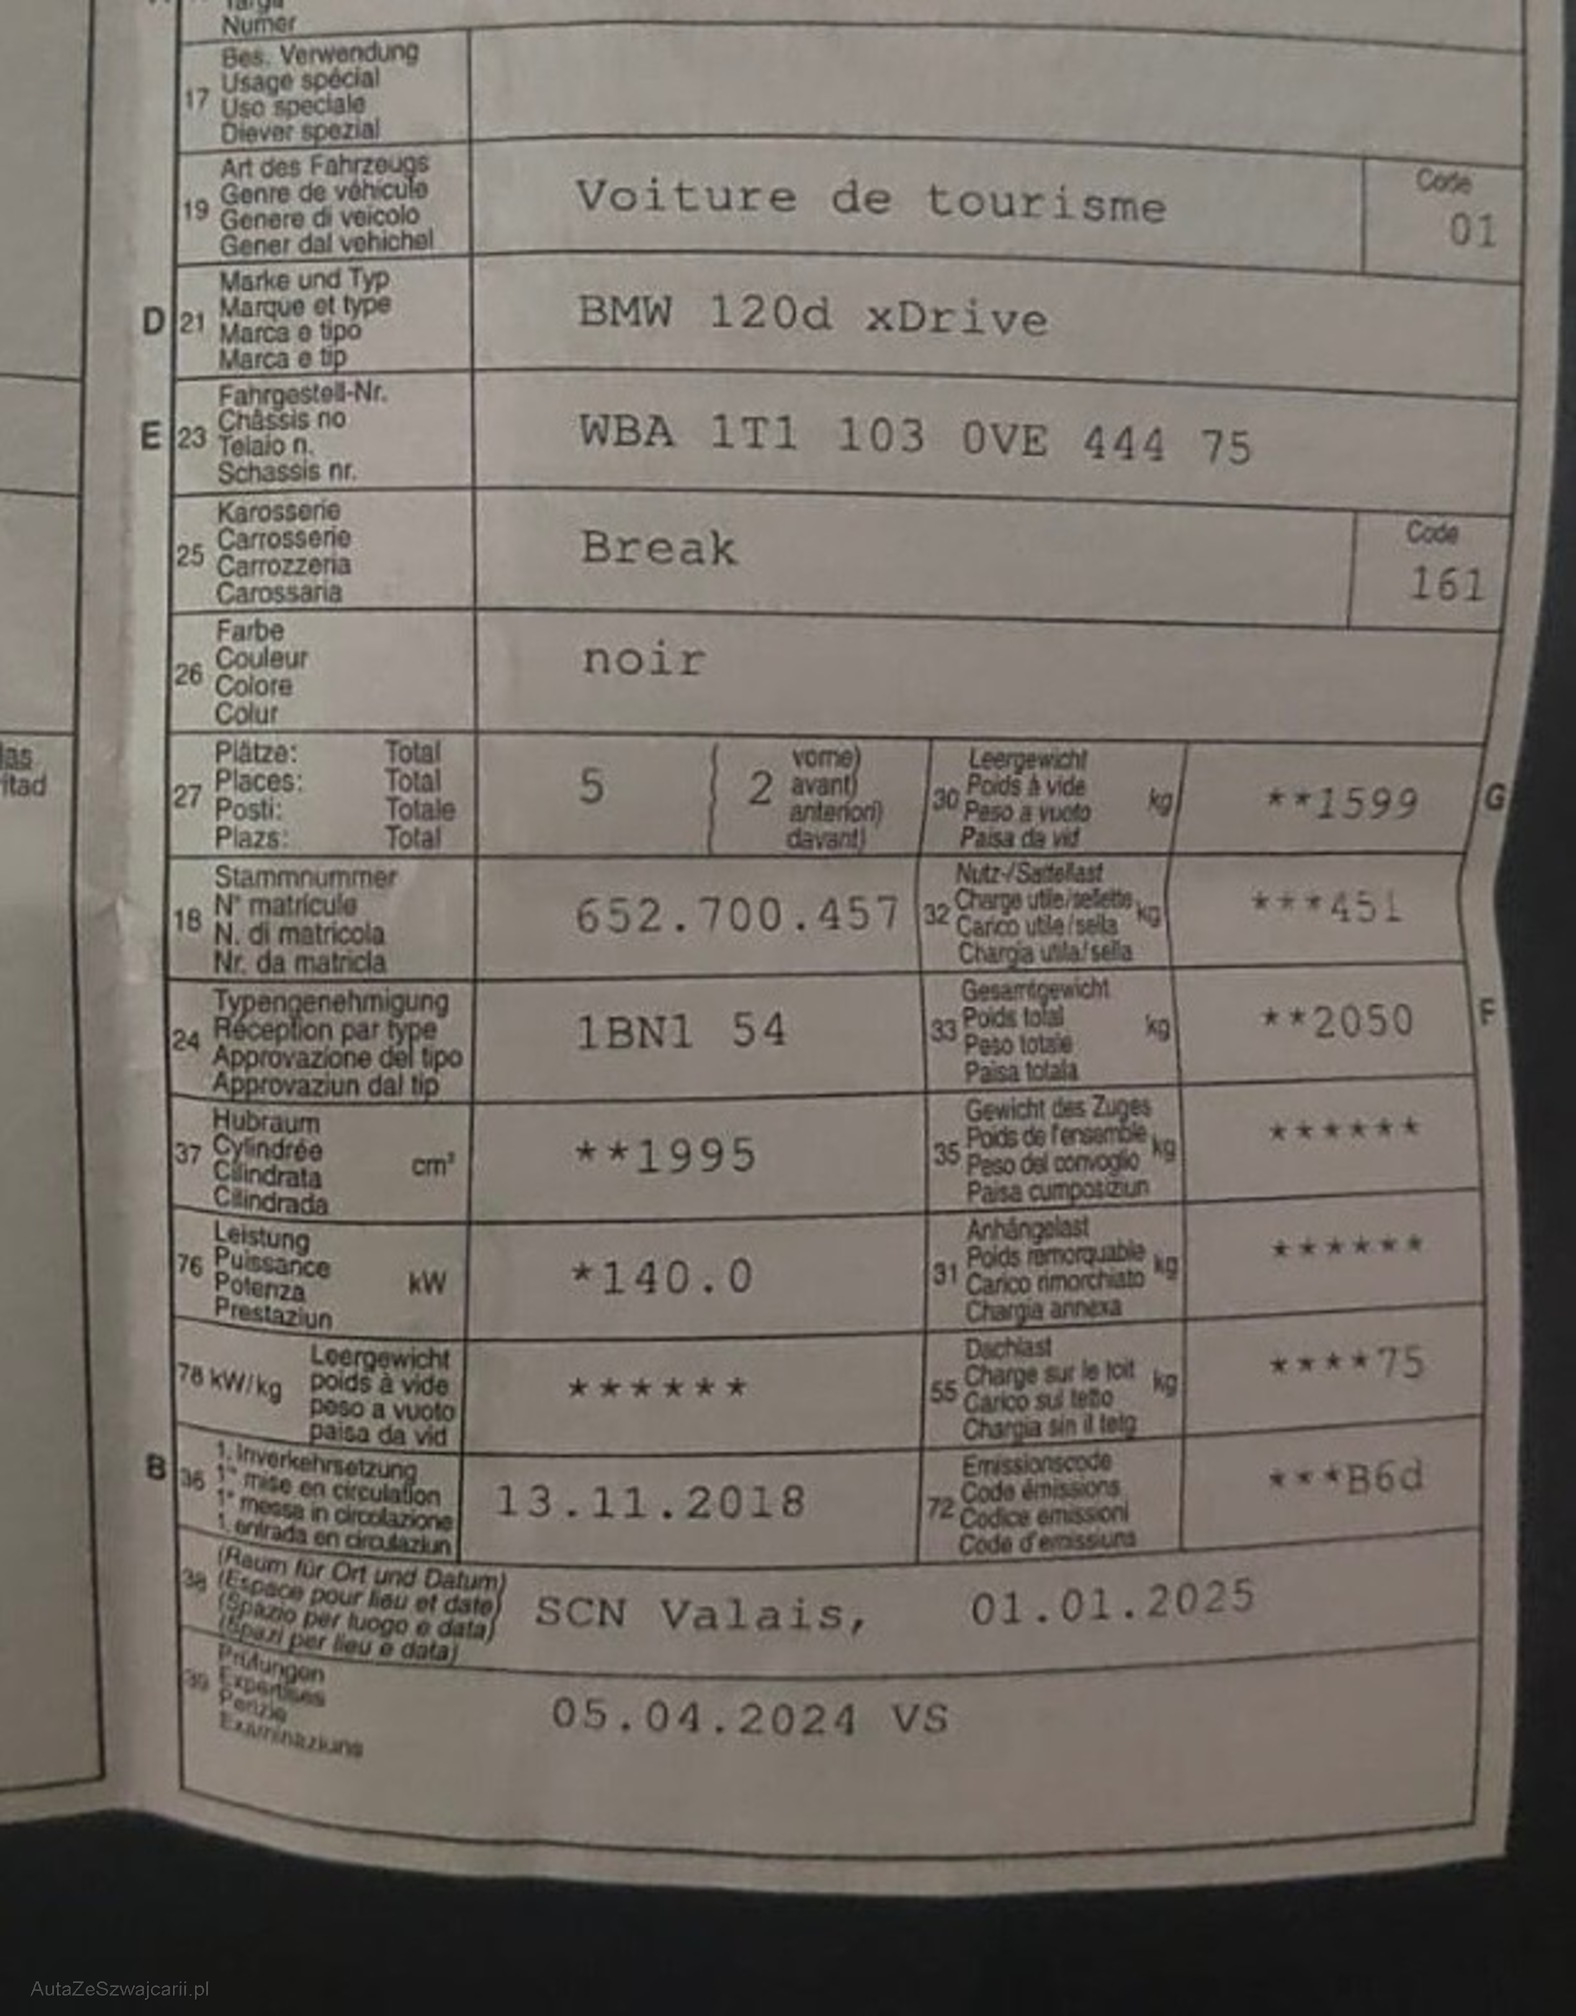 Targa
Numer
17 Bes. Verwendung
Usage spécial
Uso speciale
Diever spezial
19 Art des Fahrzeugs
Genre de véhicule
Genere di veicolo
Gener dal vehichel
Voiture de tourisme
Code
01
D 21 Marke und Typ
Marque et type
Marca e tipo
Marca e tip
BMW 120d xDrive
E 23 Fahrgestell-Nr.
Châssis no
Telaio n.
Schassis nr.
WBA 1T1 103 0VE 444 75
25 Karosserie
Carrosserie
Carrozzeria
Carossaria
Break
Code
161
26 Farbe
Couleur
Colore
Colur
noir
las
ritad
27 Plätze: Total
Places: Total
Posti: Totale
Plazs: Total
5 ( 2 vorne)
avant)
anteriori)
davant)
30 Leergewicht
Poids à vide
Peso a vuoto
Paisa da vid
kg
**1599
G
18 Stammnummer
N° matricule
N. di matricola
Nr. da matricla
652.700.457
32 Nutz-/Sattellast
Charge utile/sellette
Carico utile/sella
Chargia utila/sella
kg
***451
24 Typengenehmigung
Réception par type
Approvazione del tipo
Approvaziun dal tip
1BN1 54
33 Gesamtgewicht
Poids total
Peso totale
Paisa totala
kg
**2050
F
37 Hubraum
Cylindrée
Cilindrata
Cilindrada
cm³
**1995
35 Gewicht des Zuges
Poids de l'ensemble
Peso del convoglio
Paisa cumposiziun
kg
******
76 Leistung
Puissance
Potenza
Prestaziun
kW
*140.0
31 Anhängelast
Poids remorquable
Carico rimorchiato
Chargia annexa
kg
******
78 kW/kg Leergewicht
poids à vide
peso a vuoto
paisa da vid
******
55 Dachlast
Charge sur le toit
Carico sul tetto
Chargia sin il tetg
kg
****75
B 36 1. Inverkehrsetzung
1re mise en circulation
1a messa in circolazione
1. entrada en circulaziun
13.11.2018
72 Emissionscode
Code émissions
Codice emissioni
Code d'emissiuns
***B6d
38 (Raum für Ort und Datum)
(Espace pour lieu et date)
(Spazio per luogo e data)
(Spazi per lieu e data)
SCN Valais, 01.01.2025
39 Prüfungen
Expertises
Perizie
Examinaziuns
05.04.2024 VS
AutaZeSzwajcarii.pl